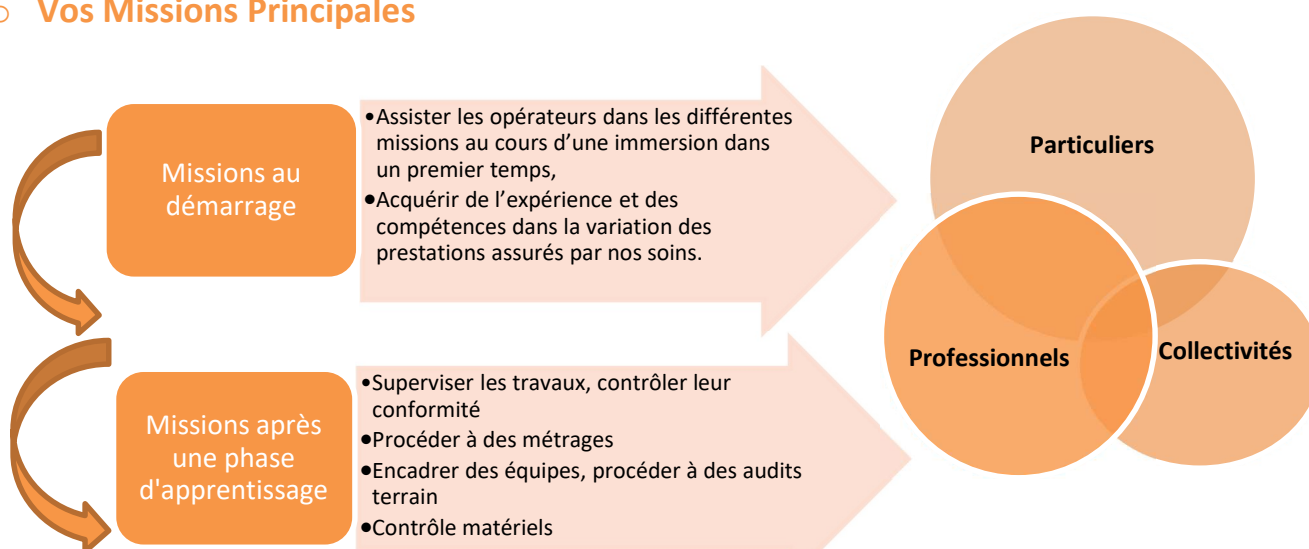 o Vos Missions Principales
Missions au
démarrage
•Assister les opérateurs dans les différentes
missions au cours d’une immersion dans
un premier temps,
•Acquérir de l’expérience et des
compétences dans la variation des
prestations assurés par nos soins.
Missions après
une phase
d'apprentissage
•Superviser les travaux, contrôler leur
conformité
•Procéder à des métrages
•Encadrer des équipes, procéder à des audits
terrain
•Contrôle matériels
Particuliers
Professionnels
Collectivités